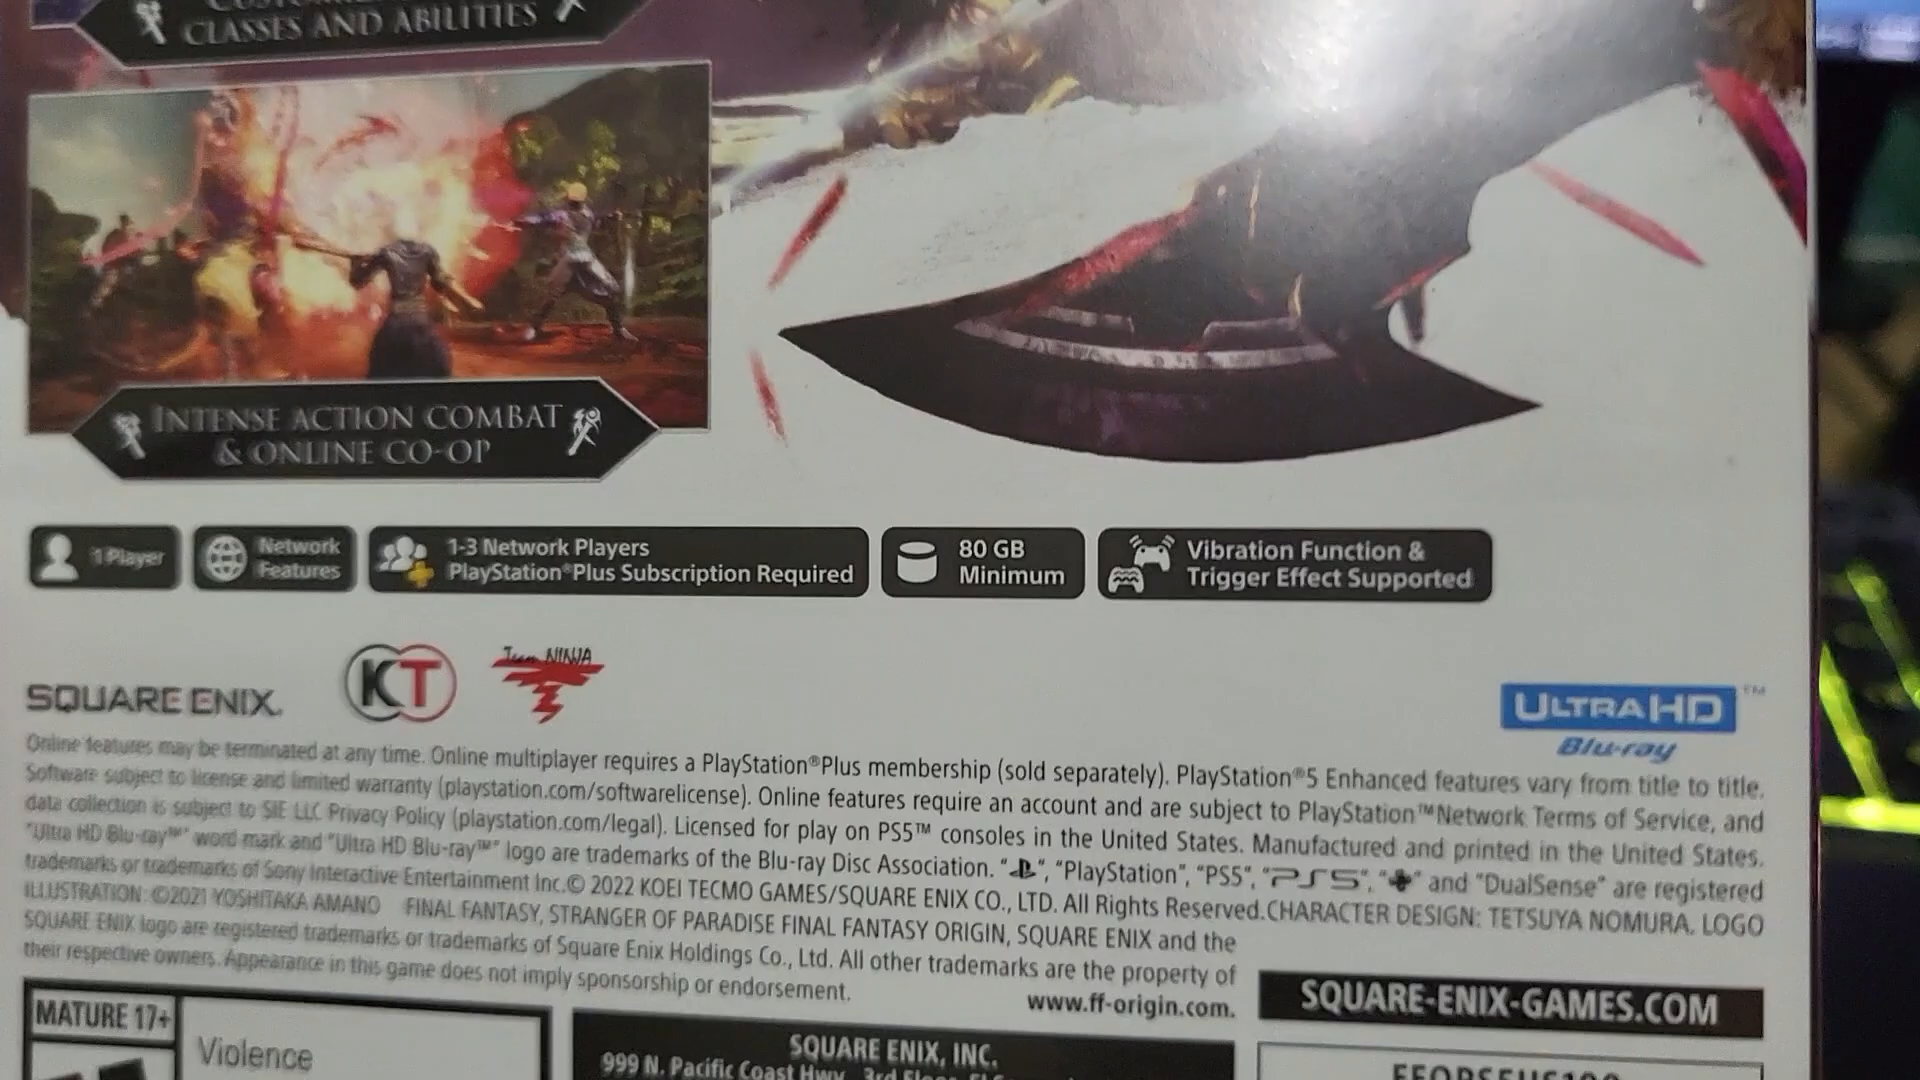 CLASSES AND ABILITIES
INTENSE ACTION COMBAT
& ONLINE CO-OP
1 Player
Network
Features
1-3 Network Players
PlayStation®Plus Subscription Required
80 GB
Minimum
Vibration Function &
Trigger Effect Supported
SQUARE ENIX.
KT
Team NINJA
ULTRA HD™
Blu-ray
Online features may be terminated at any time. Online multiplayer requires a PlayStation®Plus membership (sold separately). PlayStation®5 Enhanced features vary from title to title.
Software subject to license and limited warranty (playstation.com/softwarelicense). Online features require an account and are subject to PlayStation™Network Terms of Service, and
data collection is subject to SIE LLC Privacy Policy (playstation.com/legal). Licensed for play on PS5™ consoles in the United States. Manufactured and printed in the United States.
"Ultra HD Blu-ray™" word mark and "Ultra HD Blu-ray™" logo are trademarks of the Blu-ray Disc Association. "PS", "PlayStation", "PS5", "PS5", "" and "DualSense" are registered
trademarks or trademarks of Sony Interactive Entertainment Inc.© 2022 KOEI TECMO GAMES/SQUARE ENIX CO., LTD. All Rights Reserved.CHARACTER DESIGN: TETSUYA NOMURA. LOGO
ILLUSTRATION: ©2021 YOSHITAKA AMANO FINAL FANTASY, STRANGER OF PARADISE FINAL FANTASY ORIGIN, SQUARE ENIX and the
SQUARE ENIX logo are registered trademarks or trademarks of Square Enix Holdings Co., Ltd. All other trademarks are the property of
their respective owners. Appearance in this game does not imply sponsorship or endorsement.
www.ff-origin.com.
SQUARE-ENIX-GAMES.COM
MATURE 17+
Violence
SQUARE ENIX, INC.
999 N. Pacific Coast Hwy., 3rd